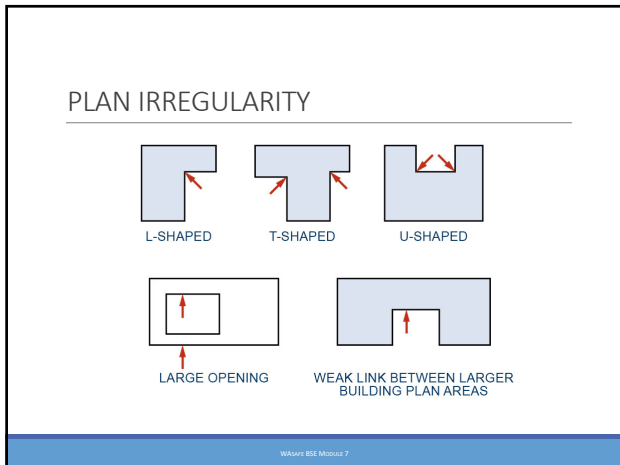 PLAN IRREGULARITY
L-SHAPED
T-SHAPED
U-SHAPED
LARGE OPENING
WEAK LINK BETWEEN LARGER
BUILDING PLAN AREAS
WASAFE BSE MODULE 7